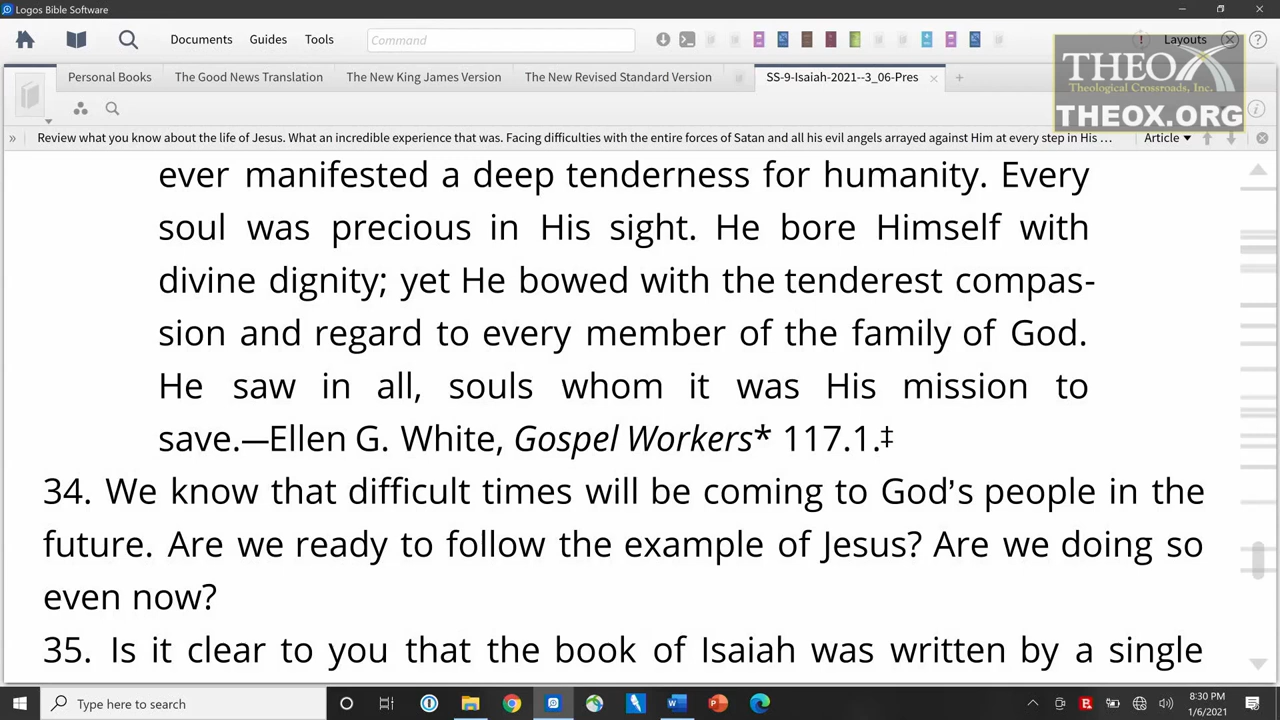 Logos Bible Software
Documents Guides Tools Command Layouts
THEOX
Theological Crossroads, Inc.
THEOX.ORG
Personal Books The Good News Translation The New King James Version The New Revised Standard Version SS-9-Isaiah-2021--3_06-Pres
Review what you know about the life of Jesus. What an incredible experience that was. Facing difficulties with the entire forces of Satan and all his evil angels arrayed against Him at every step in His ... Article
ever manifested a deep tenderness for humanity. Every
soul was precious in His sight. He bore Himself with
divine dignity; yet He bowed with the tenderest compas-
sion and regard to every member of the family of God.
He saw in all, souls whom it was His mission to
save.—Ellen G. White, Gospel Workers* 117.1.‡
34. We know that difficult times will be coming to God's people in the
future. Are we ready to follow the example of Jesus? Are we doing so
even now?
35. Is it clear to you that the book of Isaiah was written by a single
Type here to search
8:30 PM
1/6/2021